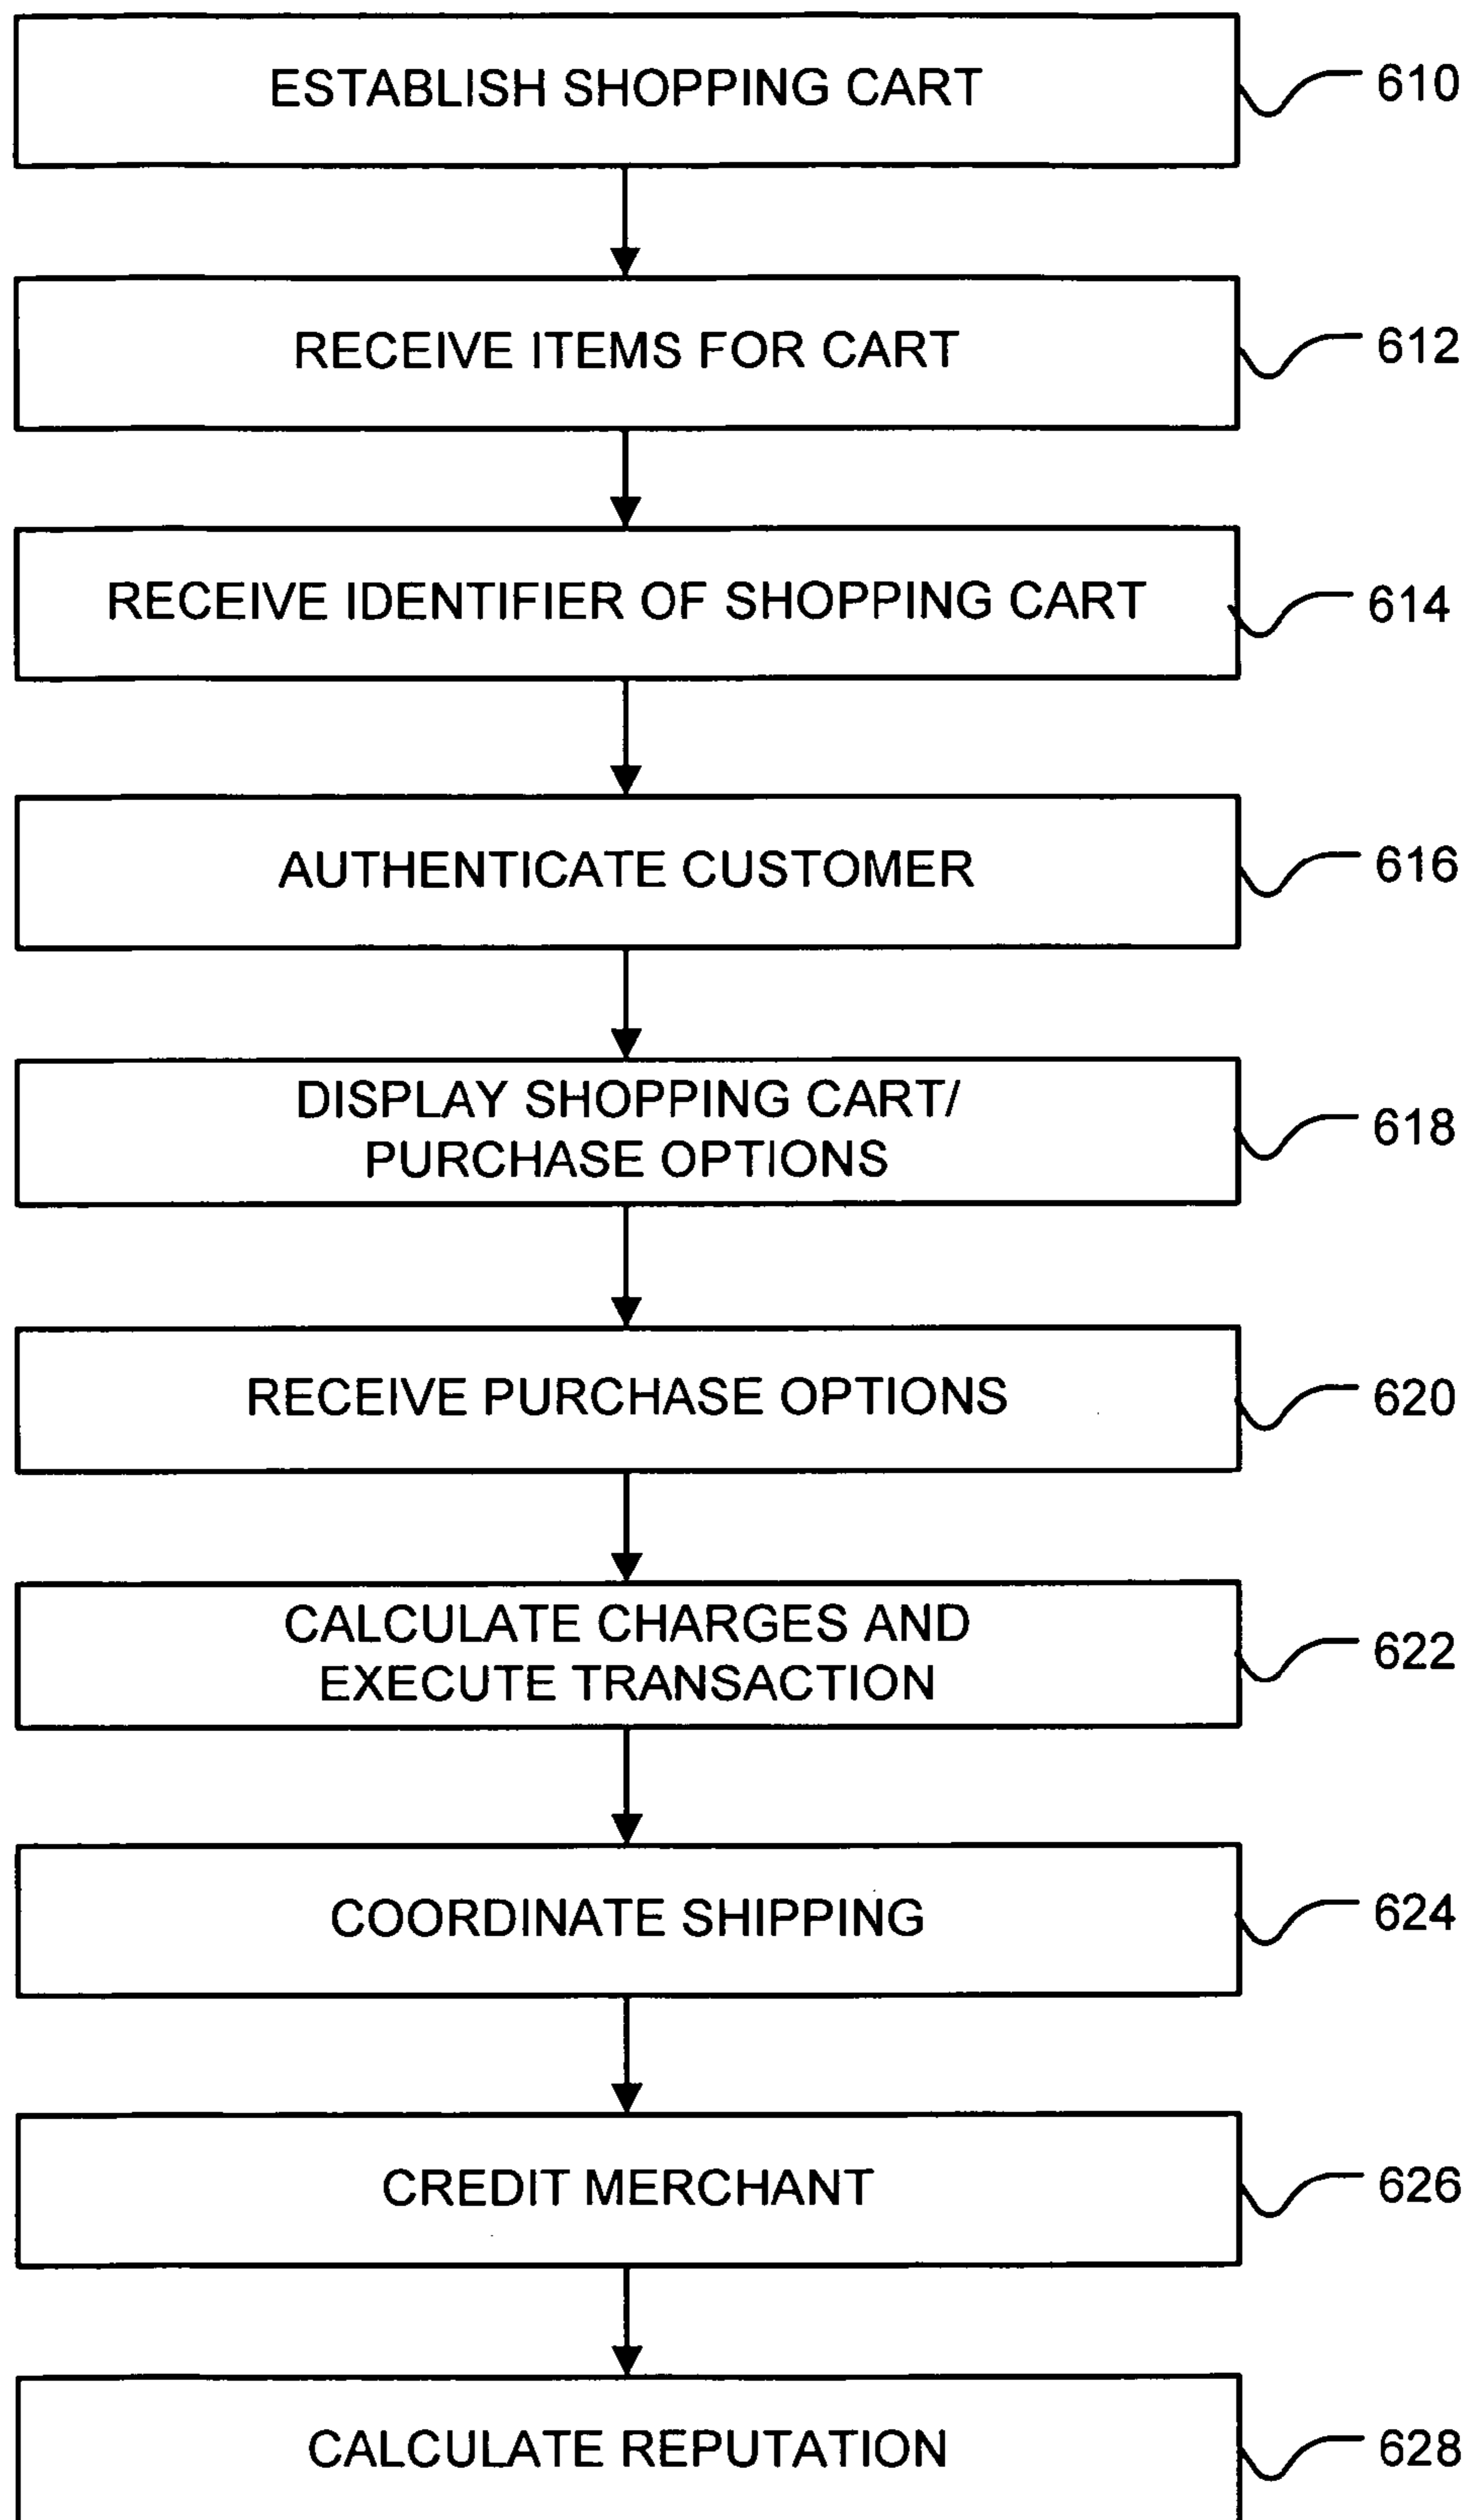 ESTABLISH SHOPPING CART
610
RECEIVE ITEMS FOR CART
612
RECEIVE IDENTIFIER OF SHOPPING CART
614
AUTHENTICATE CUSTOMER
616
DISPLAY SHOPPING CART/
PURCHASE OPTIONS
618
RECEIVE PURCHASE OPTIONS
620
CALCULATE CHARGES AND
EXECUTE TRANSACTION
622
COORDINATE SHIPPING
624
CREDIT MERCHANT
626
CALCULATE REPUTATION
628